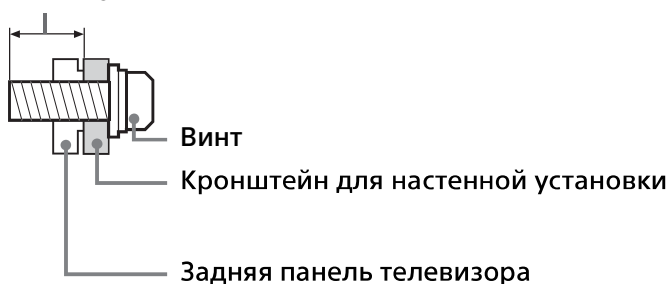 Винт
Кронштейн для настенной установки
Задняя панель телевизора